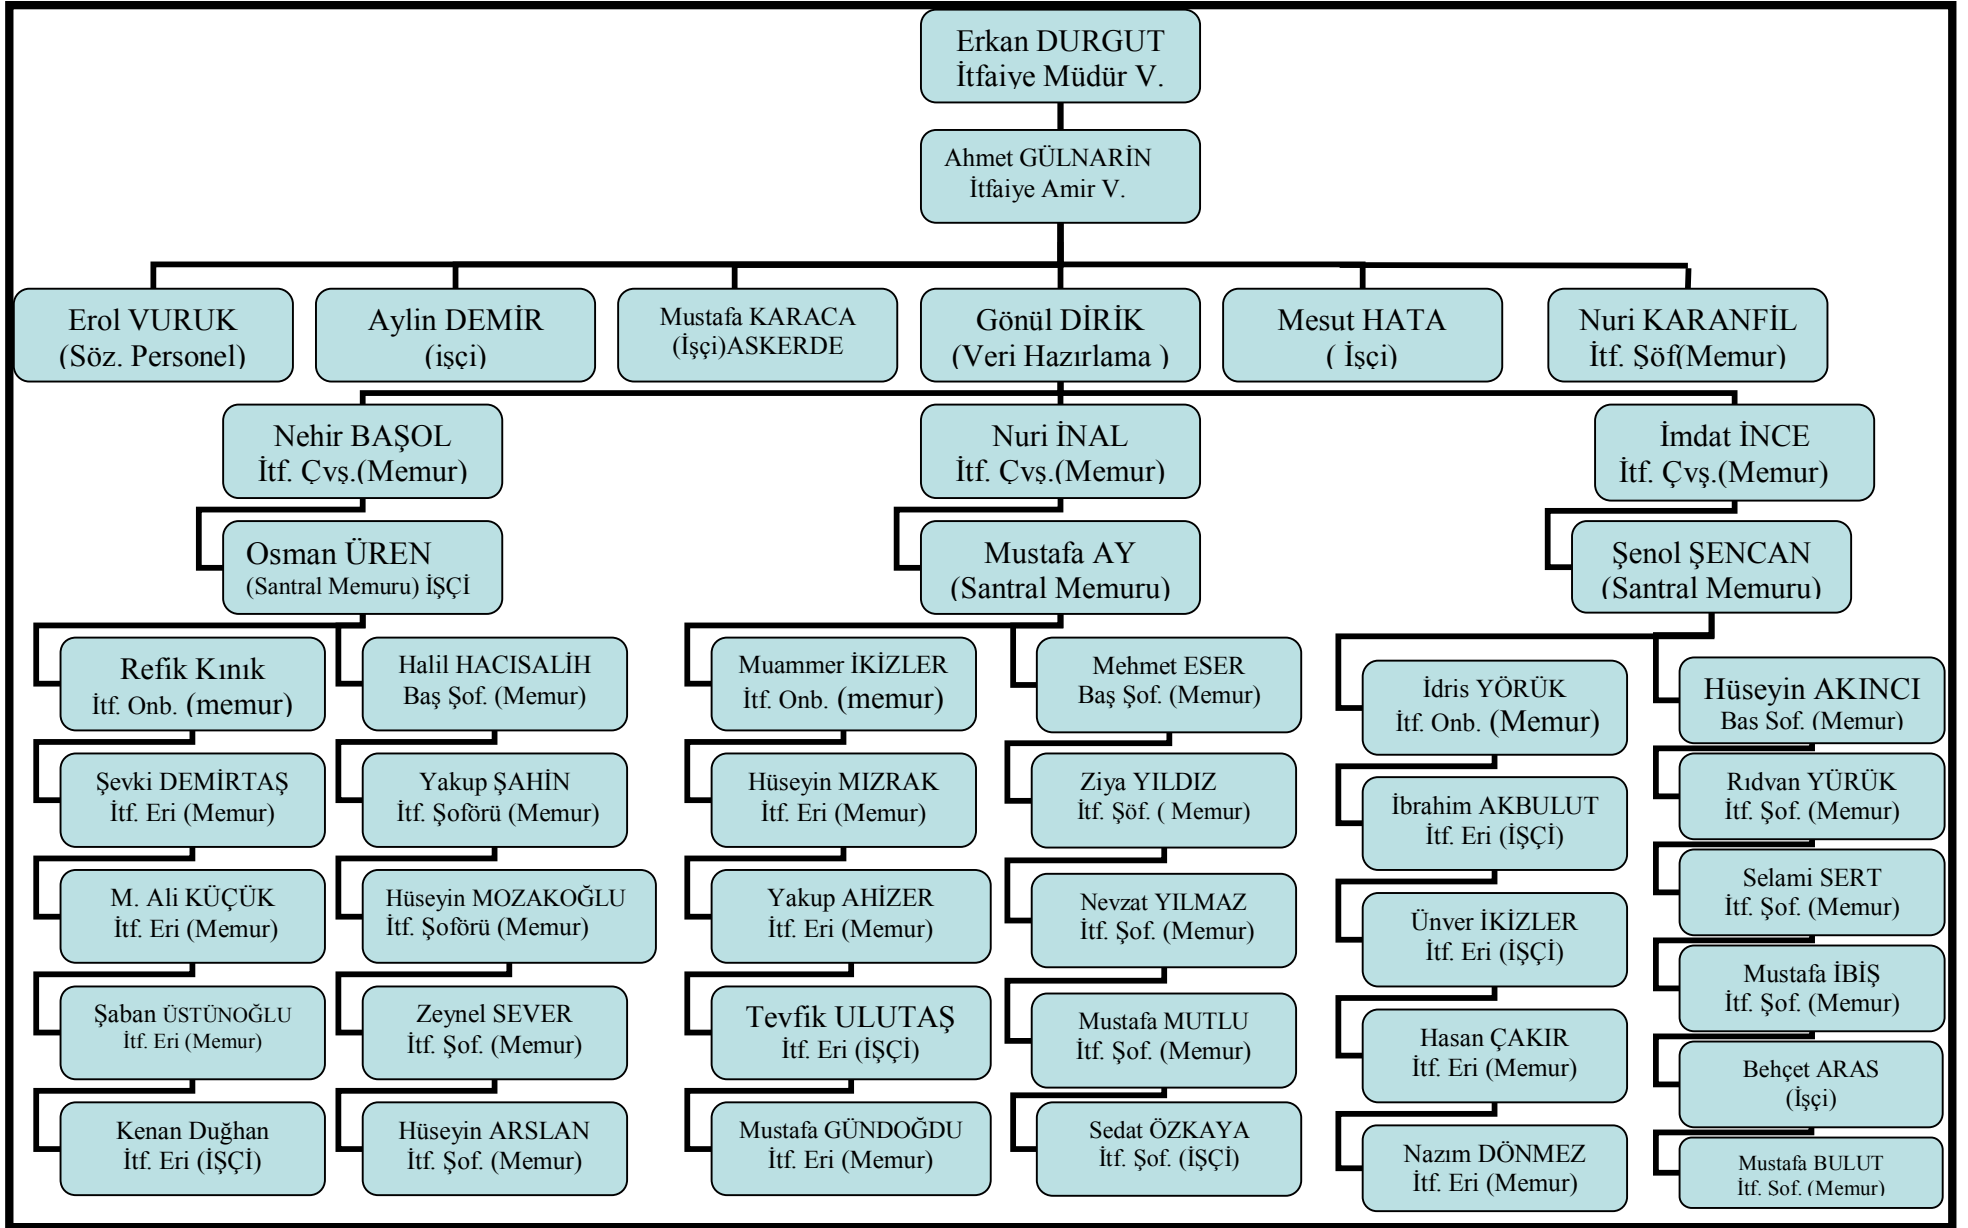 Erkan DURGUT
İtfaiye Müdür V.
Ahmet GÜLNARİN
İtfaiye Amir V.
Erol VURUK
(Söz. Personel)
Aylin DEMİR
(işçi)
Mustafa KARACA
(İşçi)ASKERDE
Gönül DİRİK
(Veri Hazırlama )
Mesut HATA
( İşçi)
Nuri KARANFİL
İtf. Şöf(Memur)
Nehir BAŞOL
İtf. Çvş.(Memur)
Nuri İNAL
İtf. Çvş.(Memur)
İmdat İNCE
İtf. Çvş.(Memur)
Osman ÜREN
(Santral Memuru) İŞÇİ
Mustafa AY
(Santral Memuru)
Şenol ŞENCAN
(Santral Memuru)
Refik Kınık
İtf. Onb. (memur)
Şevki DEMİRTAŞ
İtf. Eri (Memur)
M. Ali KÜÇÜK
İtf. Eri (Memur)
Şaban ÜSTÜNOĞLU
İtf. Eri (Memur)
Kenan Duğhan
İtf. Eri (İŞÇİ)
Halil HACISALİH
Baş Şof. (Memur)
Yakup ŞAHİN
İtf. Şoförü (Memur)
Hüseyin MOZAKOĞLU
İtf. Şoförü (Memur)
Zeynel SEVER
İtf. Şof. (Memur)
Hüseyin ARSLAN
İtf. Şof. (Memur)
Muammer İKİZLER
İtf. Onb. (memur)
Hüseyin MIZRAK
İtf. Eri (Memur)
Yakup AHİZER
İtf. Eri (Memur)
Tevfik ULUTAŞ
İtf. Eri (İŞÇİ)
Mustafa GÜNDOĞDU
İtf. Eri (Memur)
Mehmet ESER
Baş Şof. (Memur)
Ziya YILDIZ
İtf. Şöf. ( Memur)
Nevzat YILMAZ
İtf. Şof. (Memur)
Mustafa MUTLU
İtf. Şof. (Memur)
Sedat ÖZKAYA
İtf. Şof. (İŞÇİ)
İdris YÖRÜK
İtf. Onb. (Memur)
İbrahim AKBULUT
İtf. Eri (İŞÇİ)
Ünver İKİZLER
İtf. Eri (İŞÇİ)
Hasan ÇAKIR
İtf. Eri (Memur)
Nazım DÖNMEZ
İtf. Eri (Memur)
Hüseyin AKINCI
Bas Sof. (Memur)
Rıdvan YÜRÜK
İtf. Şof. (Memur)
Selami SERT
İtf. Şof. (Memur)
Mustafa İBİŞ
İtf. Şof. (Memur)
Behçet ARAS
(İşçi)
Mustafa BULUT
İtf. Sof. (Memur)